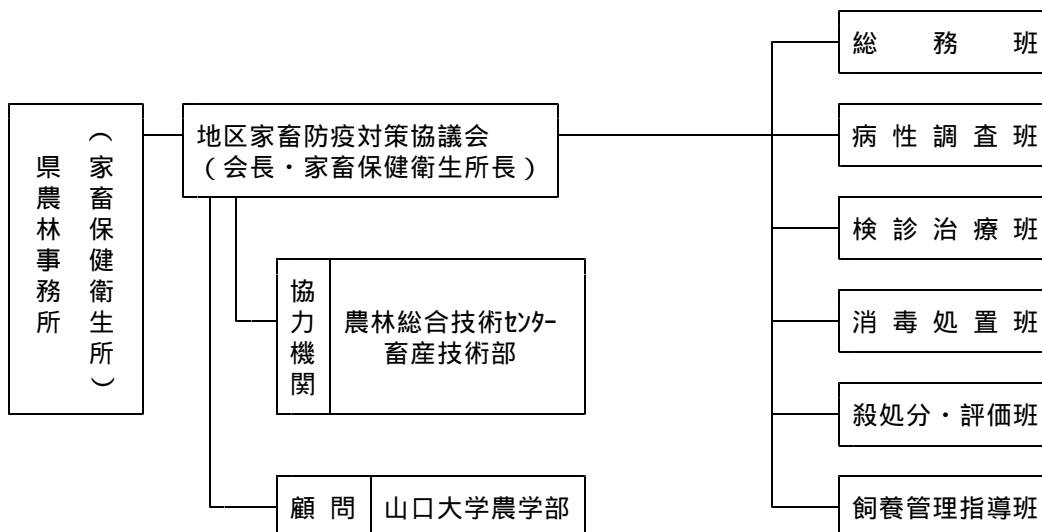 県農林事務所
（家畜保健衛生所）
地区家畜防疫対策協議会
（会長・家畜保健衛生所長）
協力機関
農林総合技術ｾﾝﾀｰ
畜産技術部
顧問
山口大学農学部
総務班
病性調査班
検診治療班
消毒処置班
殺処分・評価班
飼養管理指導班